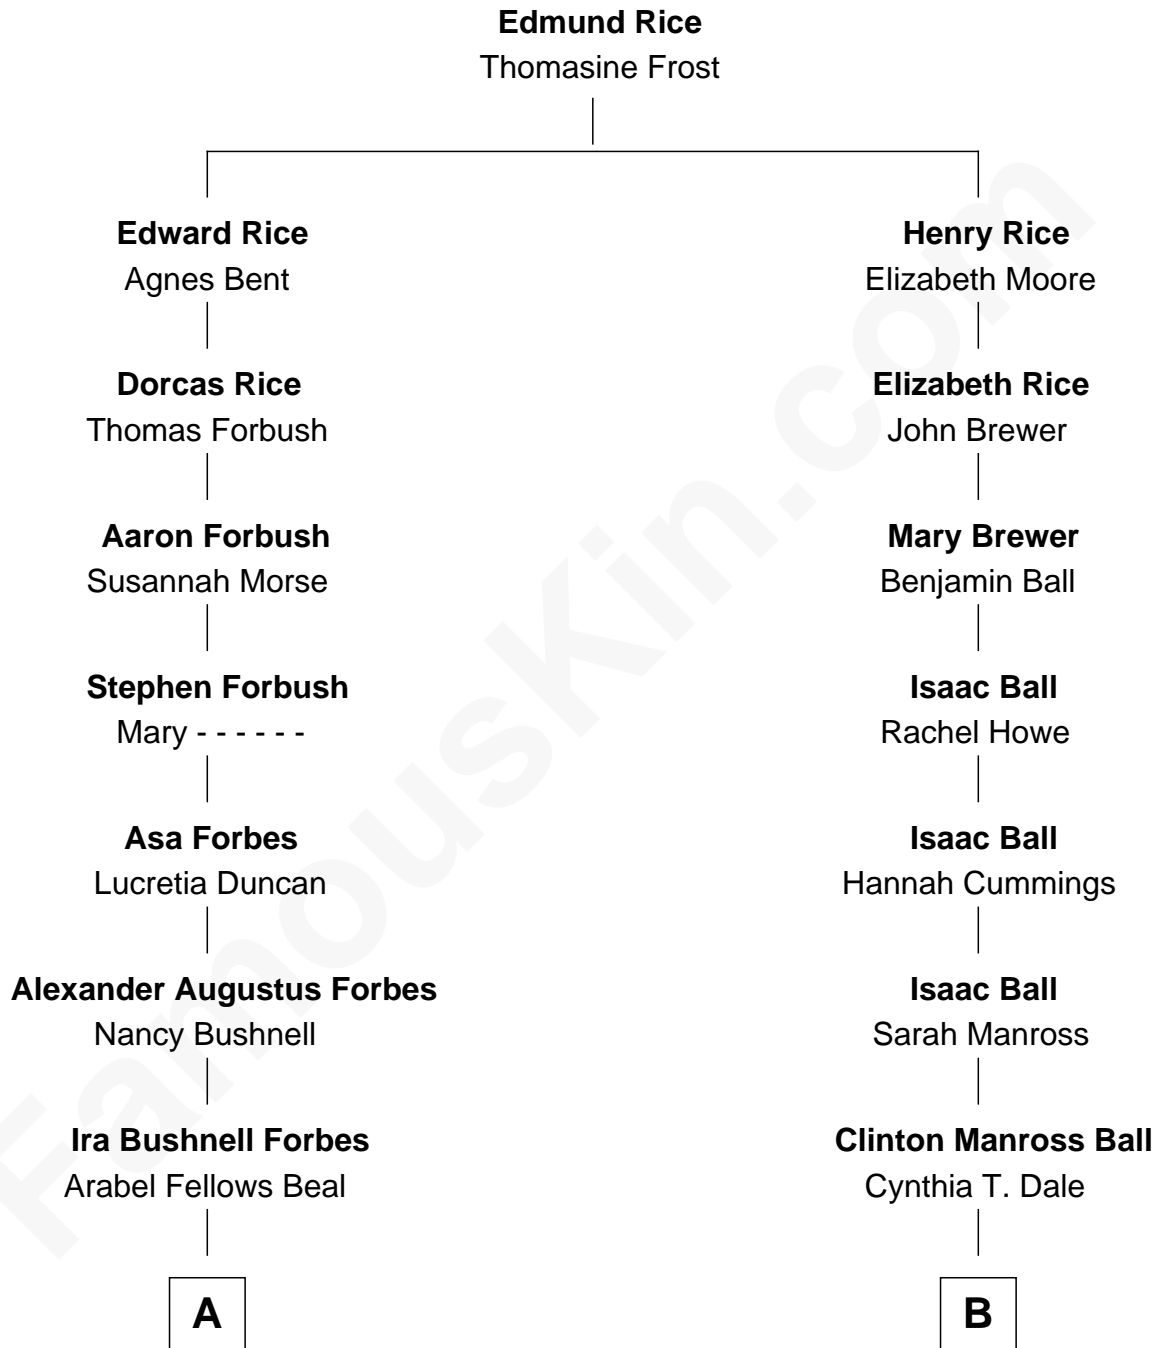 Edmund Rice
Thomasine Frost
Edward Rice
Agnes Bent
Henry Rice
Elizabeth Moore
Dorcas Rice
Thomas Forbush
Elizabeth Rice
John Brewer
Aaron Forbush
Susannah Morse
Mary Brewer
Benjamin Ball
Stephen Forbush
Mary - - - - - -
Isaac Ball
Rachel Howe
Asa Forbes
Lucretia Duncan
Isaac Ball
Hannah Cummings
Alexander Augustus Forbes
Nancy Bushnell
Isaac Ball
Sarah Manross
Ira Bushnell Forbes
Arabel Fellows Beal
Clinton Manross Ball
Cynthia T. Dale
A
B
FamousKin.com